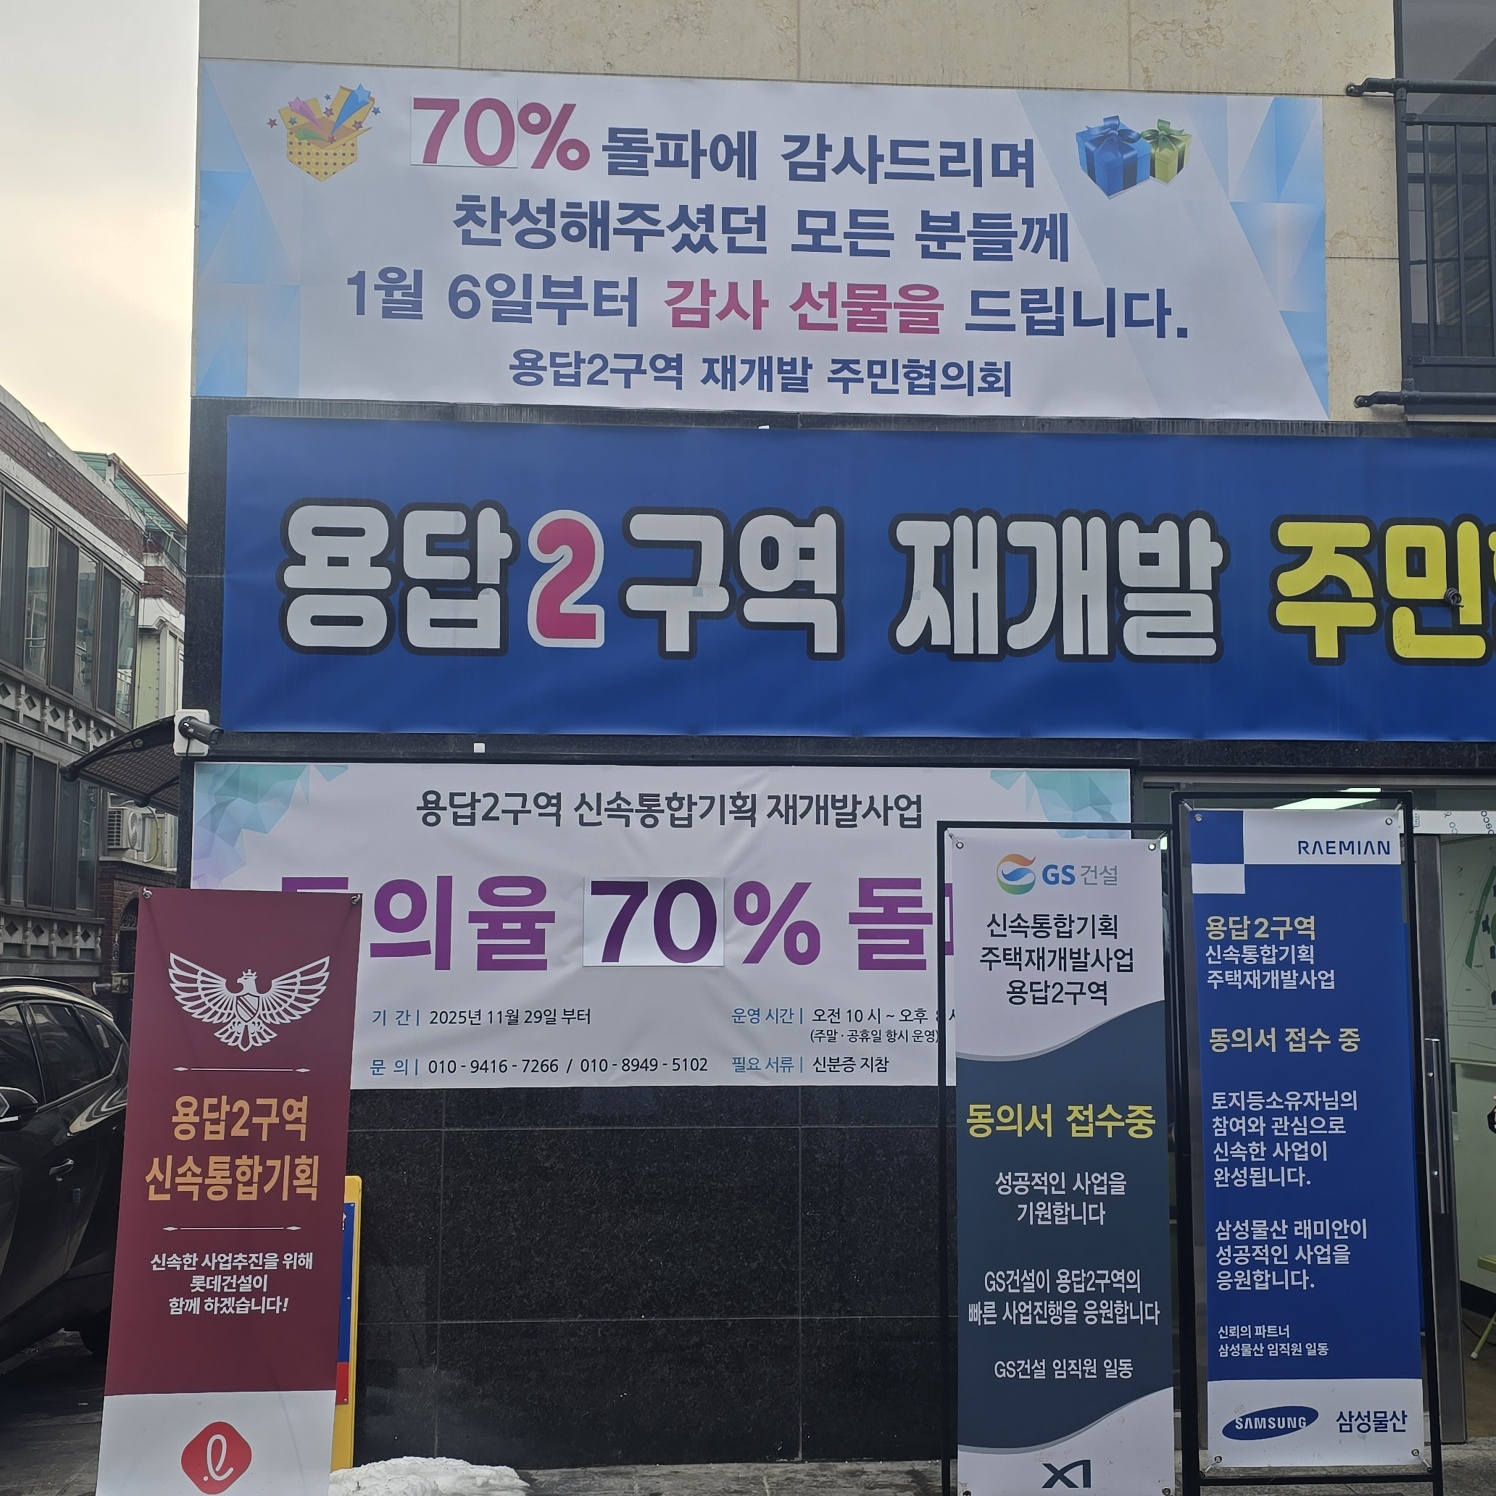 70% 돌파에 감사드리며
찬성해주셨던 모든 분들께
1월 6일부터 감사 선물을 드립니다.
용답2구역 재개발 주민협의회
용답2구역 재개발 주민
용답2구역 신속통합기획 재개발사업
의율 70% 돌
기 간 | 2025년 11월 29일 부터
운영 시간 | 오전 10 시 ~ 오후
(주말 · 공휴일 항시 운영)
문 의 | 010 - 9416 - 7266 / 010 - 8949 - 5102
필요 서류 | 신분증 지참
용답2구역
신속통합기획
신속한 사업추진을 위해
롯데건설이
함께 하겠습니다!
GS건설
신속통합기획
주택재개발사업
용답2구역
동의서 접수중
성공적인 사업을
기원합니다
GS건설이 용답2구역의
빠른 사업진행을 응원합니다
GS건설 임직원 일동
XI
RAEMIAN
용답2구역
신속통합기획
주택재개발사업
동의서 접수 중
토지등소유자님의
참여와 관심으로
신속한 사업이
완성됩니다.
삼성물산 래미안이
성공적인 사업을
응원합니다.
신뢰의 파트너
삼성물산 임직원 일동
SAMSUNG 삼성물산